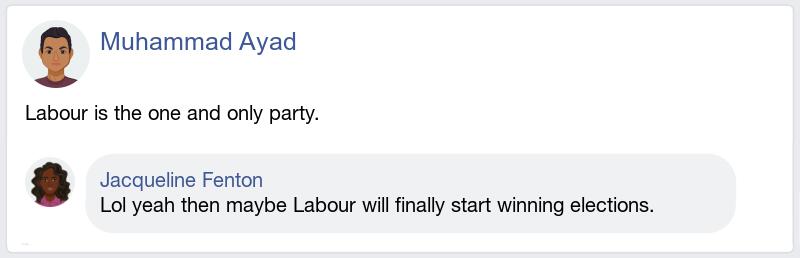 Muhammad Ayad
Labour is the one and only party.
Jacqueline Fenton
Lol yeah then maybe Labour will finally start winning elections.